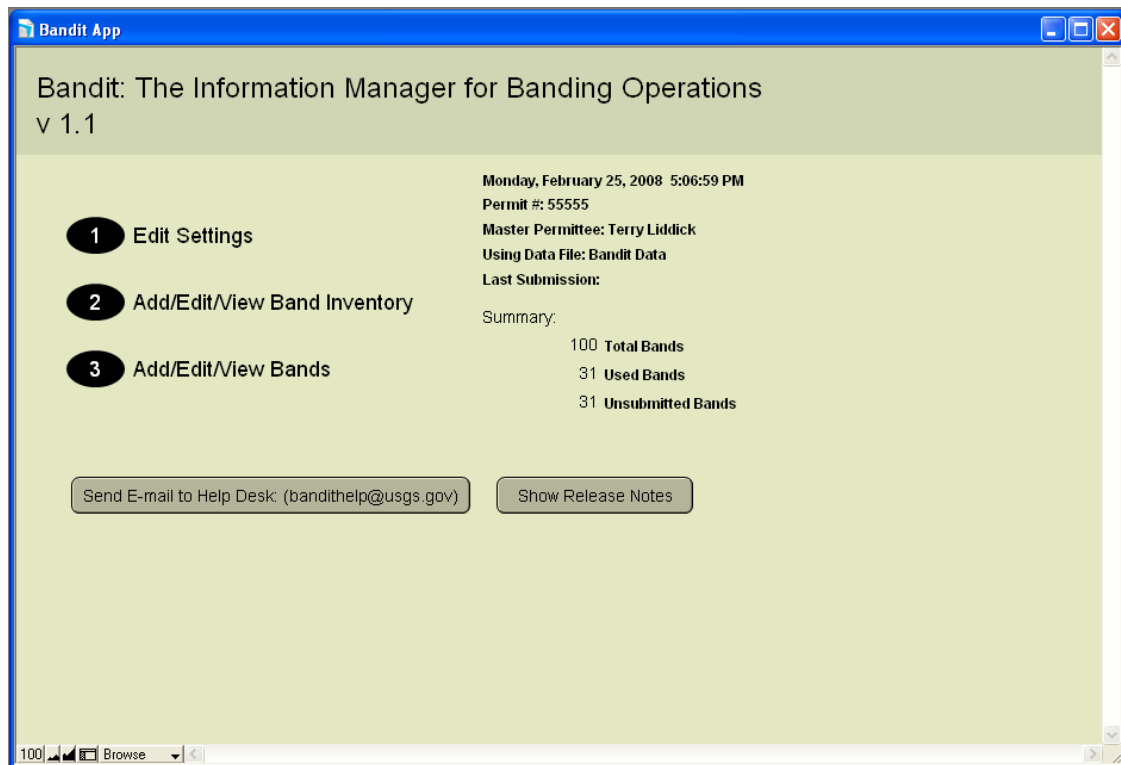 Bandit App
Bandit: The Information Manager for Banding Operations
v 1.1
Monday, February 25, 2008 5:06:59 PM
Permit #: 55555
Master Permittee: Terry Liddick
Using Data File: Bandit Data
Last Submission:
1 Edit Settings
2 Add/Edit/View Band Inventory
3 Add/Edit/View Bands
Summary:
100 Total Bands
31 Used Bands
31 Unsubmitted Bands
Send E-mail to Help Desk: (bandithelp@usgs.gov)
Show Release Notes
100 Browse